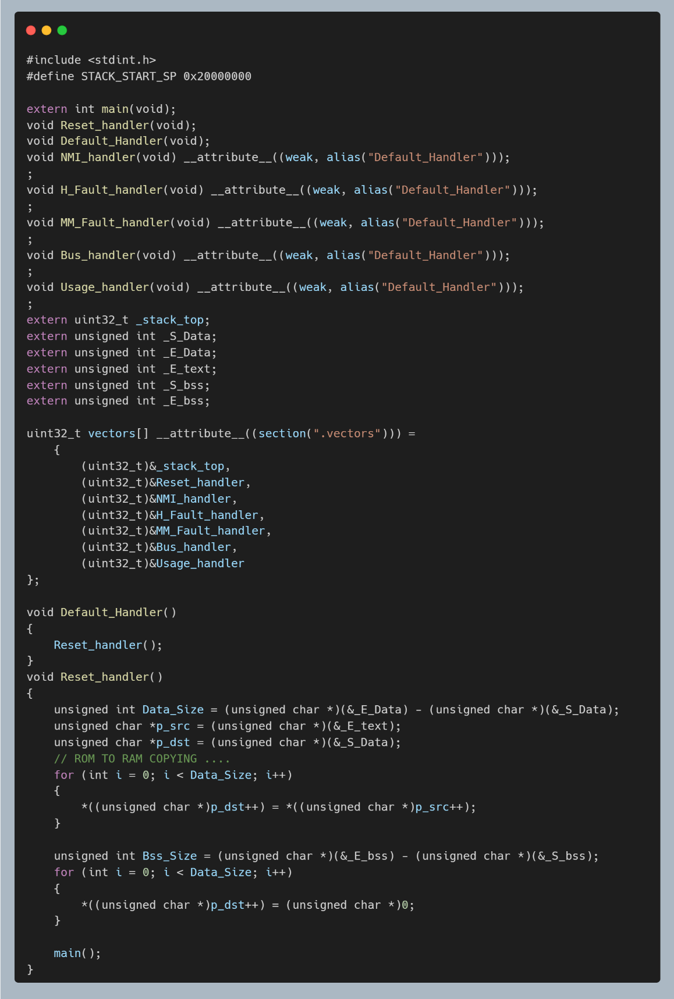 #include <stdint.h>
#define STACK_START_SP 0x20000000

extern int main(void);
void Reset_handler(void);
void Default_Handler(void);
void NMI_handler(void) __attribute__((weak, alias("Default_Handler")));
;
void H_Fault_handler(void) __attribute__((weak, alias("Default_Handler")));
;
void MM_Fault_handler(void) __attribute__((weak, alias("Default_Handler")));
;
void Bus_handler(void) __attribute__((weak, alias("Default_Handler")));
;
void Usage_handler(void) __attribute__((weak, alias("Default_Handler")));
;
extern uint32_t _stack_top;
extern unsigned int _S_Data;
extern unsigned int _E_Data;
extern unsigned int _E_text;
extern unsigned int _S_bss;
extern unsigned int _E_bss;

uint32_t vectors[] __attribute__((section(".vectors"))) =
    {
        (uint32_t)&_stack_top,
        (uint32_t)&Reset_handler,
        (uint32_t)&NMI_handler,
        (uint32_t)&H_Fault_handler,
        (uint32_t)&MM_Fault_handler,
        (uint32_t)&Bus_handler,
        (uint32_t)&Usage_handler
};

void Default_Handler()
{
    Reset_handler();
}
void Reset_handler()
{
    unsigned int Data_Size = (unsigned char *)(&_E_Data) - (unsigned char *)(&_S_Data);
    unsigned char *p_src = (unsigned char *)(&_E_text);
    unsigned char *p_dst = (unsigned char *)(&_S_Data);
    // ROM TO RAM COPYING ....
    for (int i = 0; i < Data_Size; i++)
    {
        *((unsigned char *)p_dst++) = *((unsigned char *)p_src++);
    }

    unsigned int Bss_Size = (unsigned char *)(&_E_bss) - (unsigned char *)(&_S_bss);
    for (int i = 0; i < Data_Size; i++)
    {
        *((unsigned char *)p_dst++) = (unsigned char *)0;
    }

    main();
}